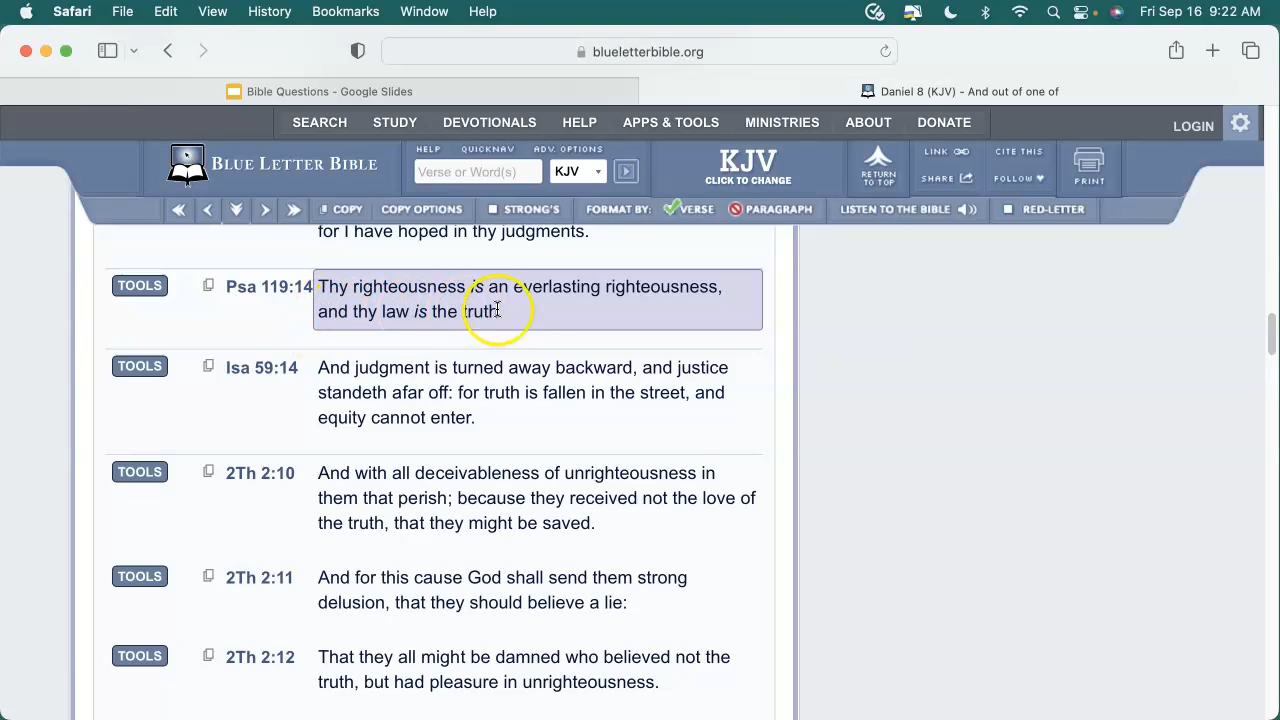 Safari File Edit View History Bookmarks Window Help Fri Sep 16 9:22 AM
blueletterbible.org
Bible Questions - Google Slides Daniel 8 (KJV) - And out of one of
SEARCH STUDY DEVOTIONALS HELP APPS & TOOLS MINISTRIES ABOUT DONATE LOGIN
HELP QUICKNAV ADV. OPTIONS
BLUE LETTER BIBLE Verse or Word(s) KJV
KJV
CLICK TO CHANGE
RETURN
TO TOP
LINK CITE THIS
SHARE FOLLOW
PRINT
COPY COPY OPTIONS STRONG'S FORMAT BY: VERSE PARAGRAPH LISTEN TO THE BIBLE RED-LETTER
for I have hoped in thy judgments.
TOOLS Psa 119:14 Thy righteousness is an everlasting righteousness,
and thy law is the truth
TOOLS Isa 59:14 And judgment is turned away backward, and justice
standeth afar off: for truth is fallen in the street, and
equity cannot enter.
TOOLS 2Th 2:10 And with all deceivableness of unrighteousness in
them that perish; because they received not the love of
the truth, that they might be saved.
TOOLS 2Th 2:11 And for this cause God shall send them strong
delusion, that they should believe a lie:
TOOLS 2Th 2:12 That they all might be damned who believed not the
truth, but had pleasure in unrighteousness.